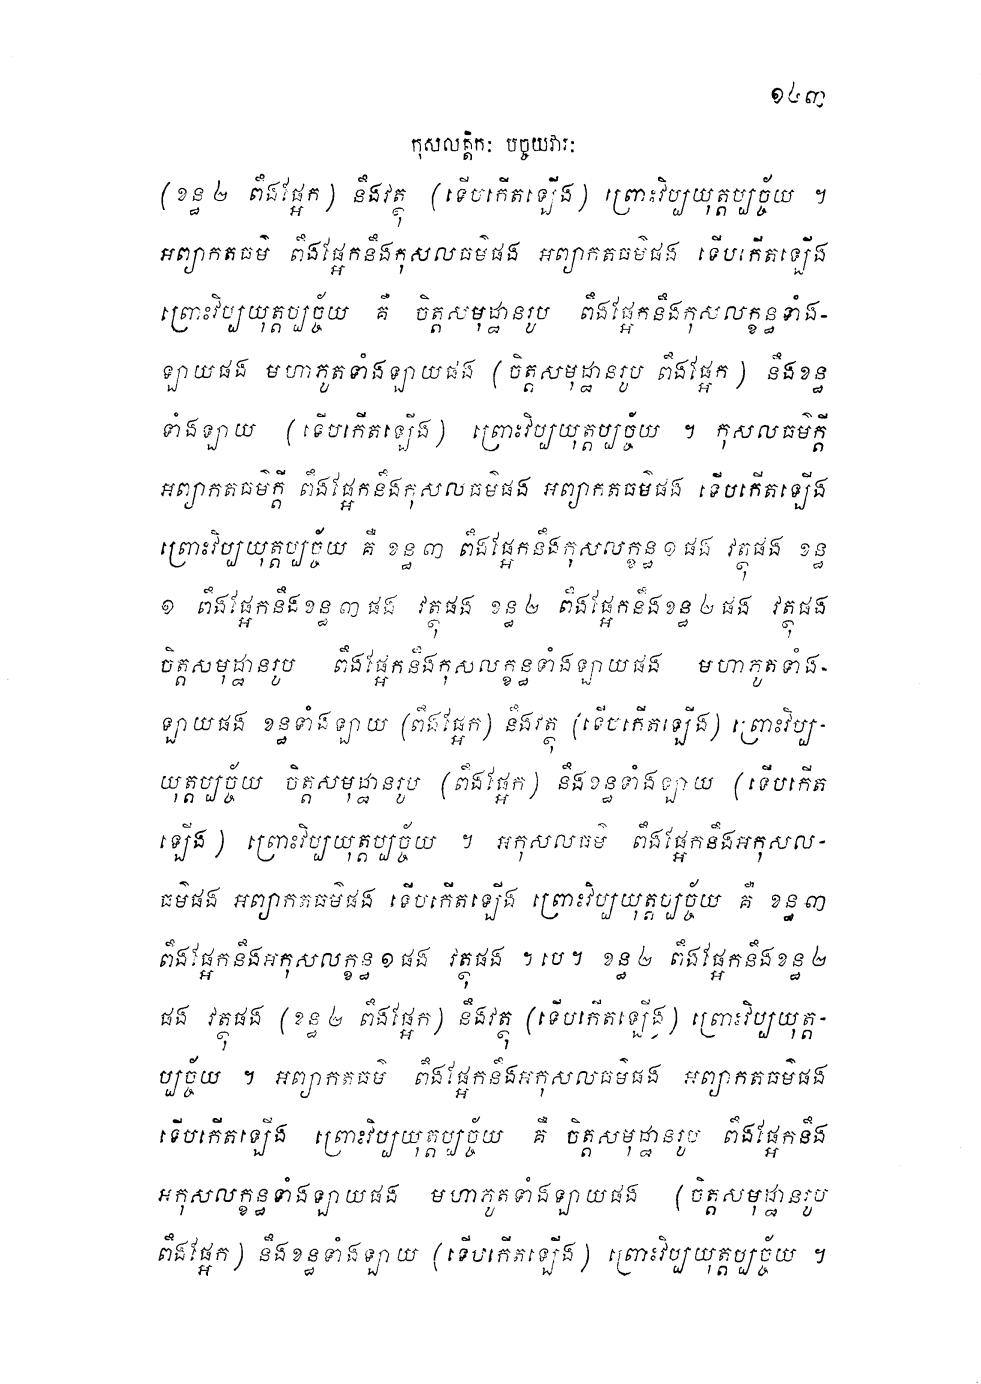 ១៤៣
កុសលត្តិកៈ បច្ចយវារៈ
(ខន្ធ ២ ពឹងផ្អែក) នឹងវត្ថុ (ទើបកើតឡើង) ព្រោះវិប្បយុត្តប្បច្ច័យ ។
អព្យាកតធម៌ ពឹងផ្អែកនឹងកុសលធម៌ផង អព្យាកតធម៌ផង ទើបកើតឡើង
ព្រោះវិប្បយុត្តប្បច្ច័យ គឺ ចិត្តសមុដ្ឋានរូប ពឹងផ្អែកនឹងកុសលក្ខន្ធទាំង-
ឡាយផង មហាភូតទាំងឡាយផង (ចិត្តសមុដ្ឋានរូប ពឹងផ្អែក) នឹងខន្ធ
ទាំងឡាយ (ទើបកើតឡើង) ព្រោះវិប្បយុត្តប្បច្ច័យ ។ កុសលធម៌ក្តី
អព្យាកតធម៌ក្តី ពឹងផ្អែកនឹងកុសលធម៌ផង អព្យាកតធម៌ផង ទើបកើតឡើង
ព្រោះវិប្បយុត្តប្បច្ច័យ គឺ ខន្ធ ៣ ពឹងផ្អែកនឹងកុសលក្ខន្ធ ១ ផង វត្ថុផង ខន្ធ
១ ពឹងផ្អែកនឹងខន្ធ ៣ ផង វត្ថុផង ខន្ធ ២ ពឹងផ្អែកនឹងខន្ធ ២ ផង វត្ថុផង
ចិត្តសមុដ្ឋានរូប ពឹងផ្អែកនឹងកុសលក្ខន្ធទាំងឡាយផង មហាភូតទាំង-
ឡាយផង ខន្ធទាំងឡាយ (ពឹងផ្អែក) នឹងវត្ថុ (ទើបកើតឡើង) ព្រោះវិប្ប-
យុត្តប្បច្ច័យ ចិត្តសមុដ្ឋានរូប (ពឹងផ្អែក) នឹងខន្ធទាំងឡាយ (ទើបកើត
ឡើង) ព្រោះវិប្បយុត្តប្បច្ច័យ ។ អកុសលធម៌ ពឹងផ្អែកនឹងអកុសល-
ធម៌ផង អព្យាកតធម៌ផង ទើបកើតឡើង ព្រោះវិប្បយុត្តប្បច្ច័យ គឺ ខន្ធ ៣
ពឹងផ្អែកនឹងអកុសលក្ខន្ធ ១ ផង វត្ថុផង ។ បេ ។ ខន្ធ ២ ពឹងផ្អែកនឹងខន្ធ ២
ផង វត្ថុផង (ខន្ធ ២ ពឹងផ្អែក) នឹងវត្ថុ (ទើបកើតឡើង) ព្រោះវិប្បយុត្ត-
ប្បច្ច័យ ។ អព្យាកតធម៌ ពឹងផ្អែកនឹងអកុសលធម៌ផង អព្យាកតធម៌ផង
ទើបកើតឡើង ព្រោះវិប្បយុត្តប្បច្ច័យ គឺ ចិត្តសមុដ្ឋានរូប ពឹងផ្អែកនឹង
អកុសលក្ខន្ធទាំងឡាយផង មហាភូតទាំងឡាយផង (ចិត្តសមុដ្ឋានរូប
ពឹងផ្អែក) នឹងខន្ធទាំងឡាយ (ទើបកើតឡើង) ព្រោះវិប្បយុត្តប្បច្ច័យ ។